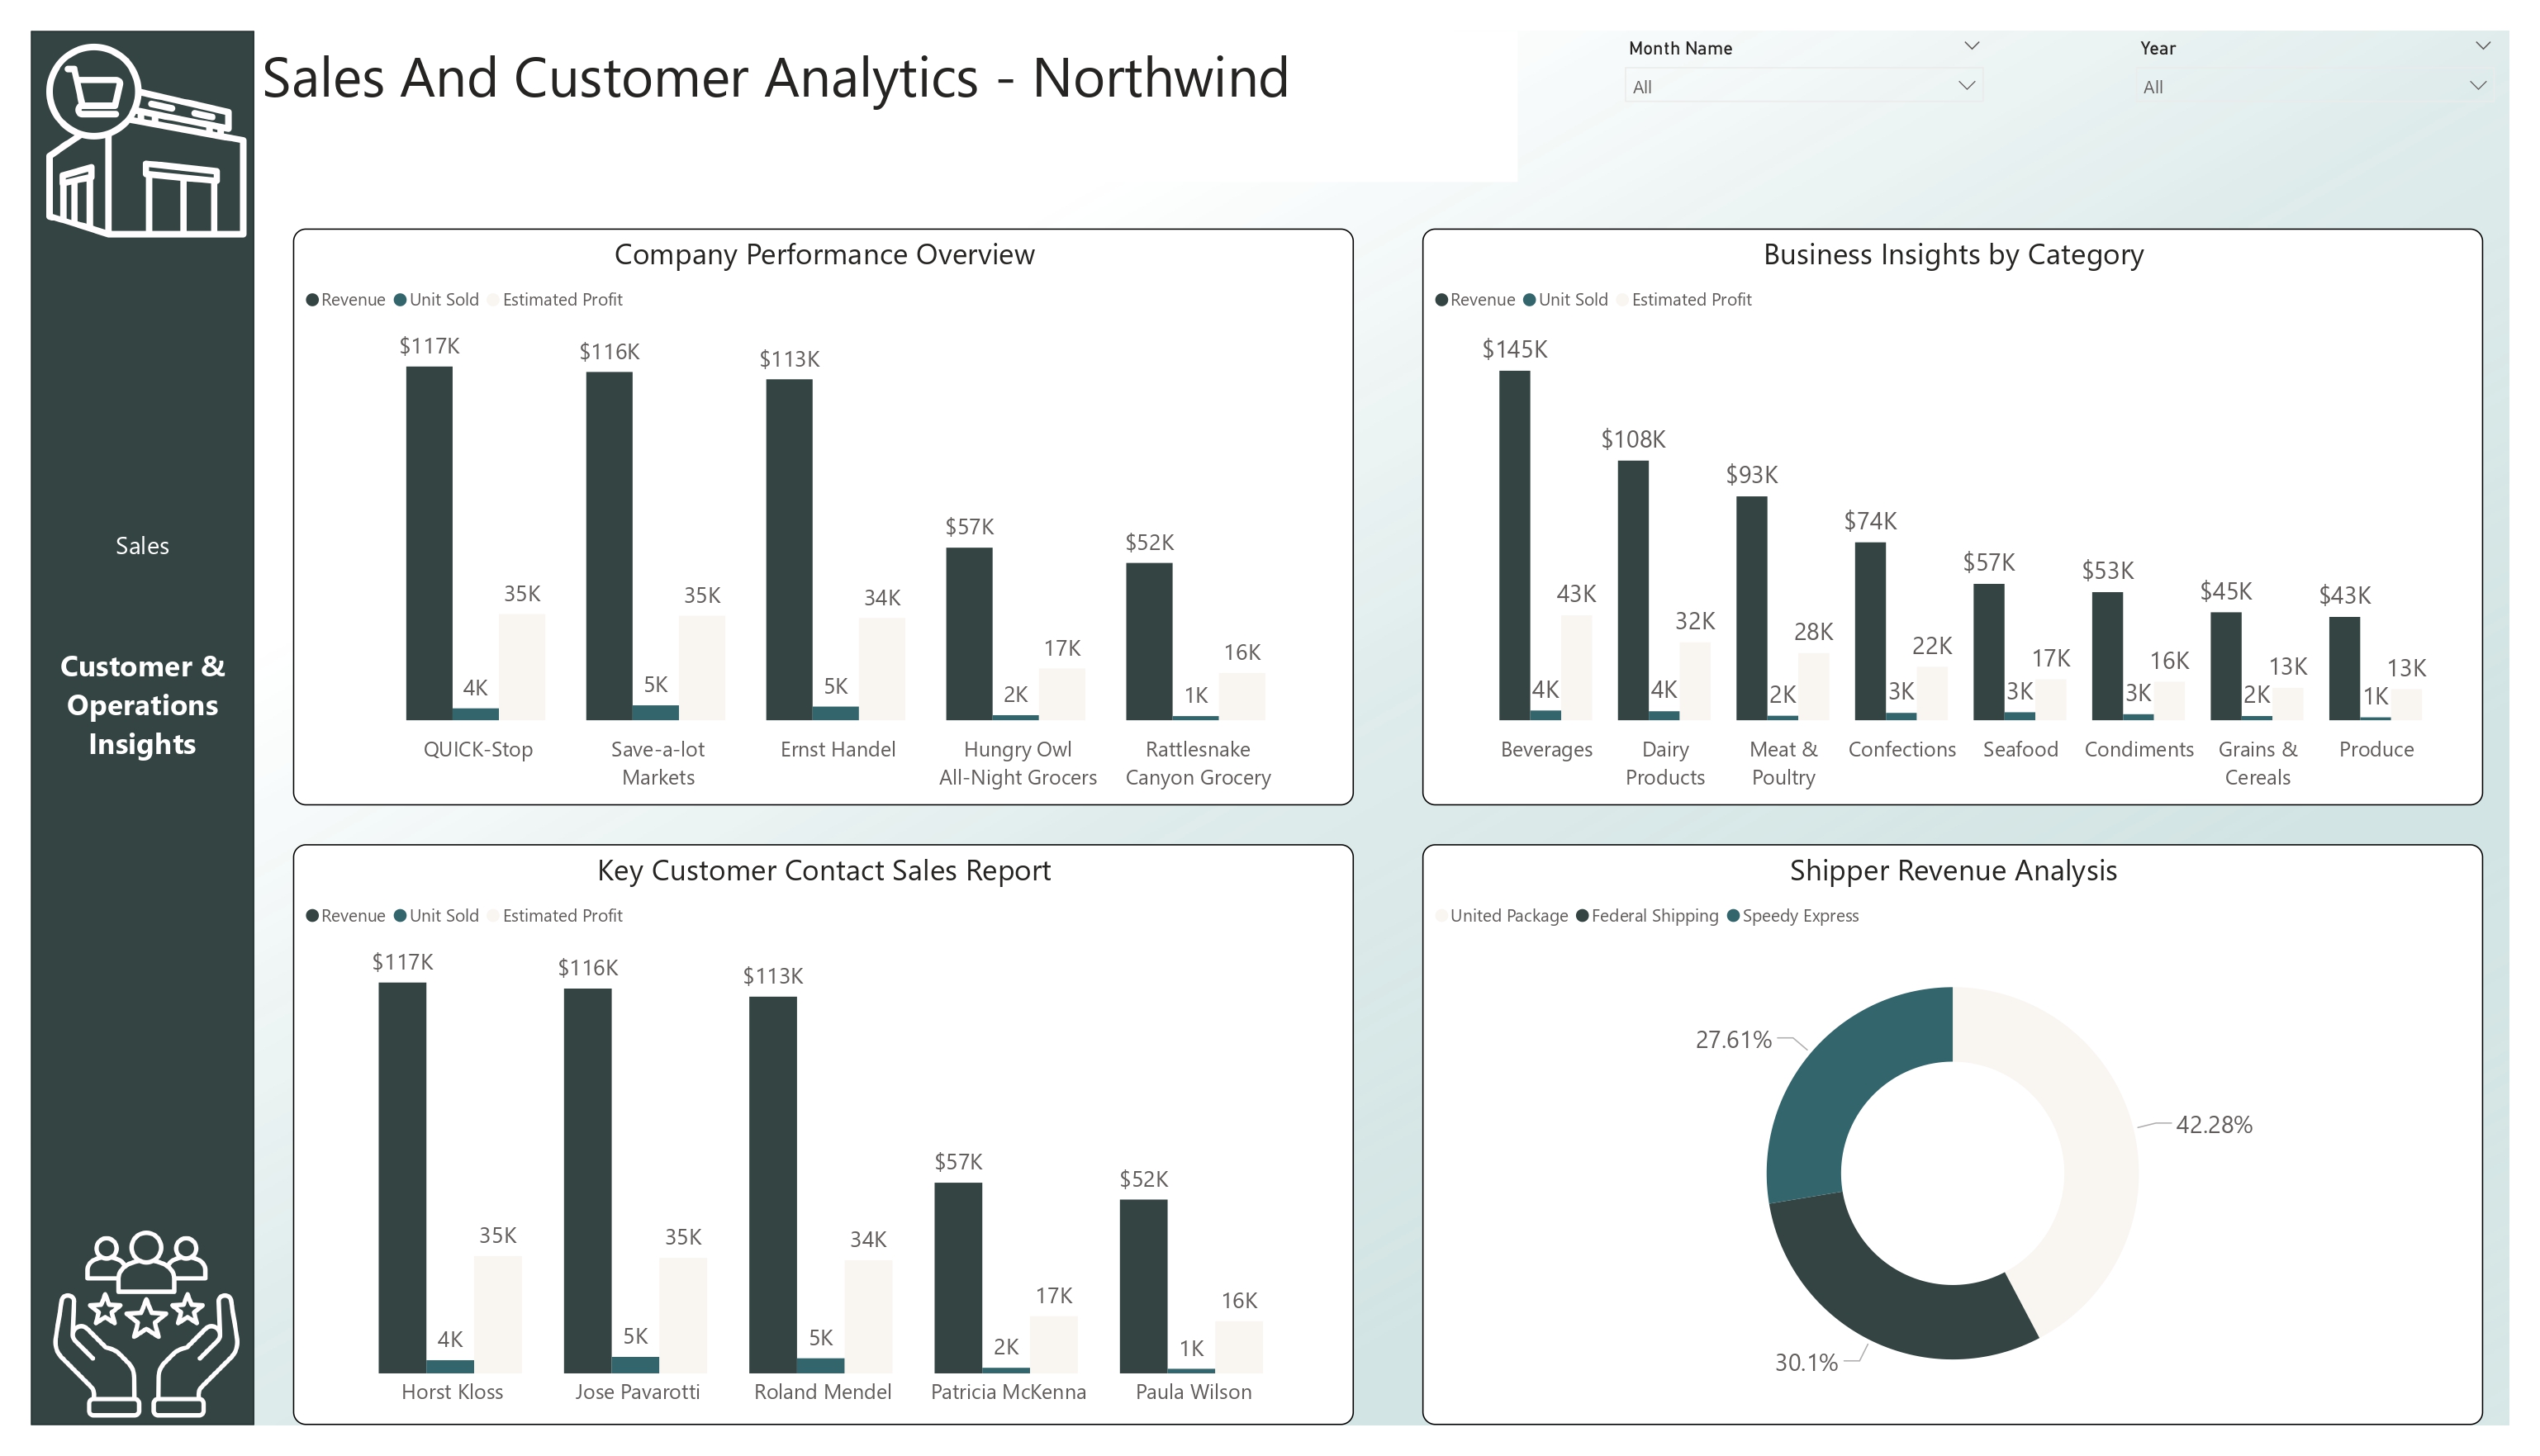 Sales And Customer Analytics - Northwind
Month Name
All
Year
All
Sales
Customer &
Operations
Insights
Company Performance Overview
Revenue Unit Sold Estimated Profit
$117K
$116K
$113K
$57K
$52K
35K
35K
34K
17K
16K
4K
5K
5K
2K
1K
QUICK-Stop
Save-a-lot
Markets
Ernst Handel
Hungry Owl
All-Night Grocers
Rattlesnake
Canyon Grocery
Business Insights by Category
Revenue Unit Sold Estimated Profit
$145K
$108K
$93K
$74K
$57K
$53K
$45K
$43K
43K
32K
28K
22K
17K
16K
13K
13K
4K
4K
2K
3K
3K
3K
2K
1K
Beverages
Dairy
Products
Meat &
Poultry
Confections
Seafood
Condiments
Grains &
Cereals
Produce
Key Customer Contact Sales Report
Revenue Unit Sold Estimated Profit
$117K
$116K
$113K
$57K
$52K
35K
35K
34K
17K
16K
4K
5K
5K
2K
1K
Horst Kloss
Jose Pavarotti
Roland Mendel
Patricia McKenna
Paula Wilson
Shipper Revenue Analysis
United Package Federal Shipping Speedy Express
27.61%
42.28%
30.1%